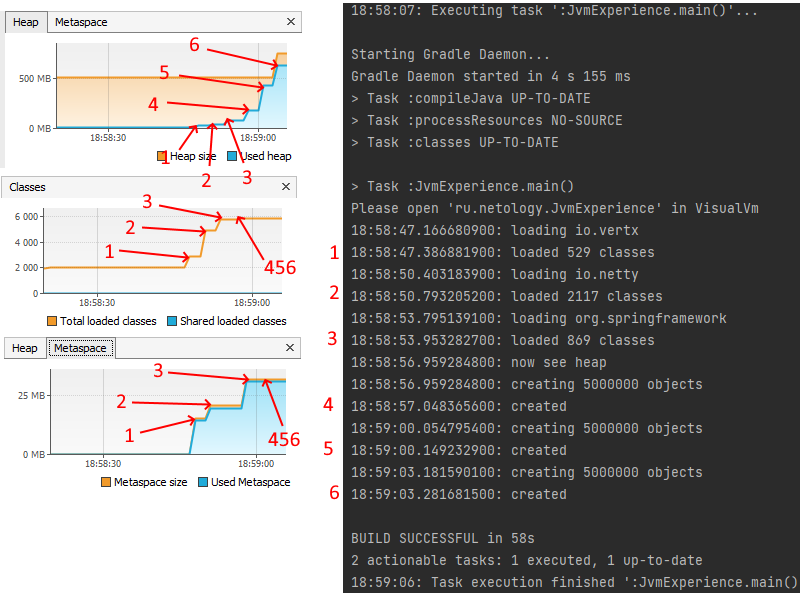 Heap Metaspace ×
6
5
500 MB
4
0 MB
18:58:30 18:59:00
Heap size Used heap
1
2
3
Classes ×
3
6 000
2
4 000
1
2 000
456
0
18:58:30 18:59:00
Total loaded classes Shared loaded classes
Heap Metaspace ×
3
25 MB
2
1
456
0 MB
18:58:30 18:59:00
Metaspace size Used Metaspace
18:58:07: Executing task ':JvmExperience.main()'...
Starting Gradle Daemon...
Gradle Daemon started in 4 s 155 ms
> Task :compileJava UP-TO-DATE
> Task :processResources NO-SOURCE
> Task :classes UP-TO-DATE
> Task :JvmExperience.main()
Please open 'ru.netology.JvmExperience' in VisualVm
18:58:47.166680900: loading io.vertx
1 18:58:47.386881900: loaded 529 classes
18:58:50.403183900: loading io.netty
2 18:58:50.793205200: loaded 2117 classes
18:58:53.795139100: loading org.springframework
3 18:58:53.953282700: loaded 869 classes
18:58:56.959284800: now see heap
18:58:56.959284800: creating 5000000 objects
4 18:58:57.048365600: created
18:59:00.054795400: creating 5000000 objects
5 18:59:00.149232900: created
18:59:03.181590100: creating 5000000 objects
6 18:59:03.281681500: created
BUILD SUCCESSFUL in 58s
2 actionable tasks: 1 executed, 1 up-to-date
18:59:06: Task execution finished ':JvmExperience.main()